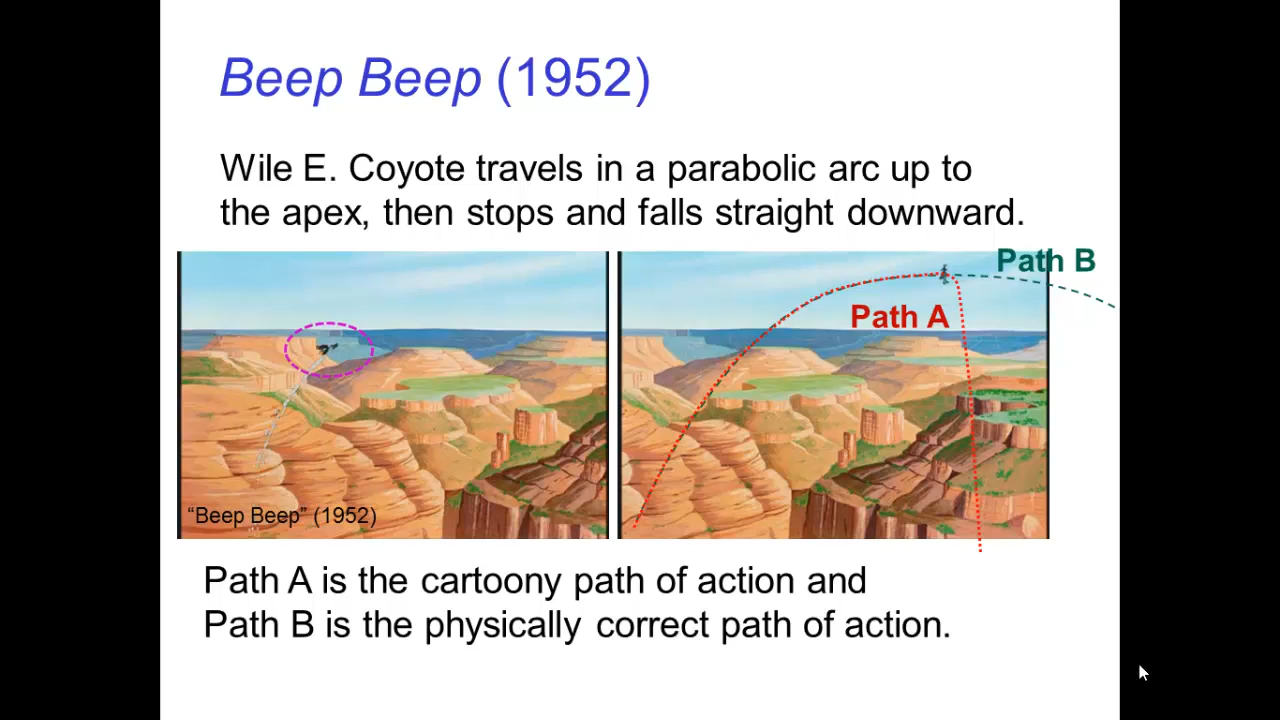 Beep Beep (1952)
Wile E. Coyote travels in a parabolic arc up to
the apex, then stops and falls straight downward.
Path B
Path A
“Beep Beep” (1952)
Path A is the cartoony path of action and
Path B is the physically correct path of action.